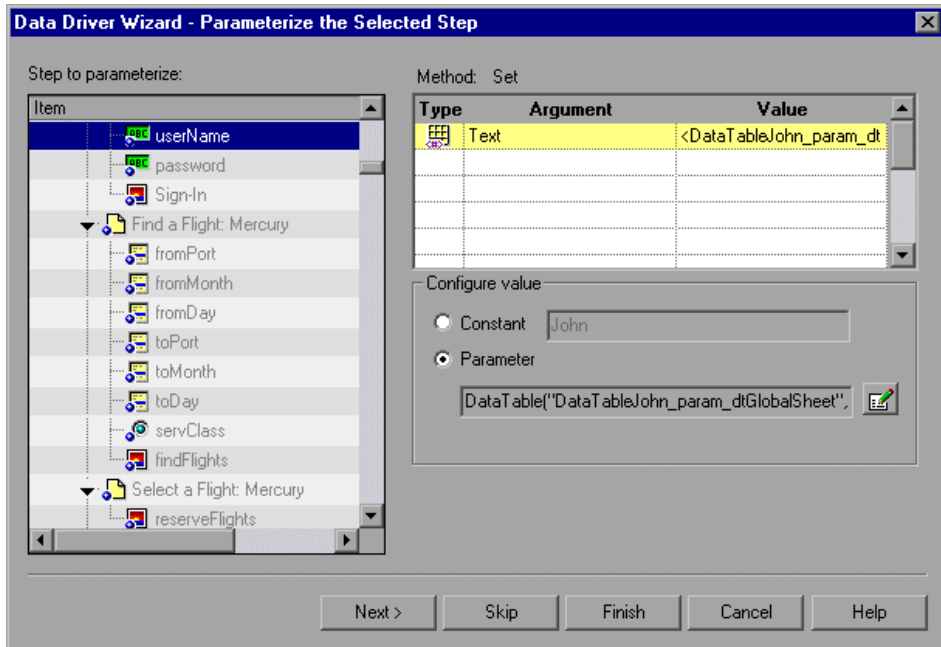 Data Driver Wizard - Parameterize the Selected Step
Step to parameterize:
Item
userName
password
Sign-In
Find a Flight: Mercury
fromPort
fromMonth
fromDay
toPort
toMonth
toDay
servClass
findFlights
Select a Flight: Mercury
reserveFlights
Method: Set
Type Argument Value
Text <DataTableJohn_param_dt
Configure value
Constant John
Parameter
DataTable("DataTableJohn_param_dtGlobalSheet",
Next > Skip Finish Cancel Help